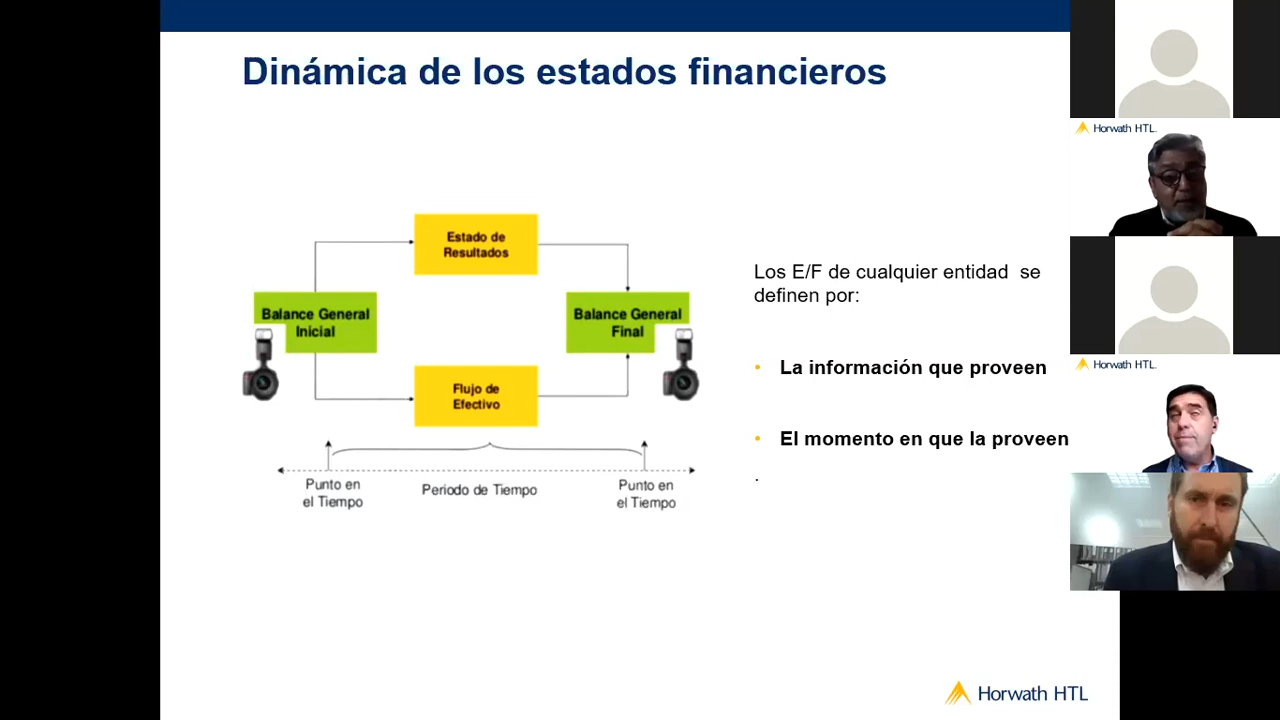 Dinámica de los estados financieros
Estado de
Resultados
Balance General
Inicial
Balance General
Final
Flujo de
Efectivo
Punto en
el Tiempo
Periodo de Tiempo
Punto en
el Tiempo
Los E/F de cualquier entidad se
definen por:
• La información que proveen
• El momento en que la proveen
.
Horwath HTL
Horwath HTL.
Horwath HTL.